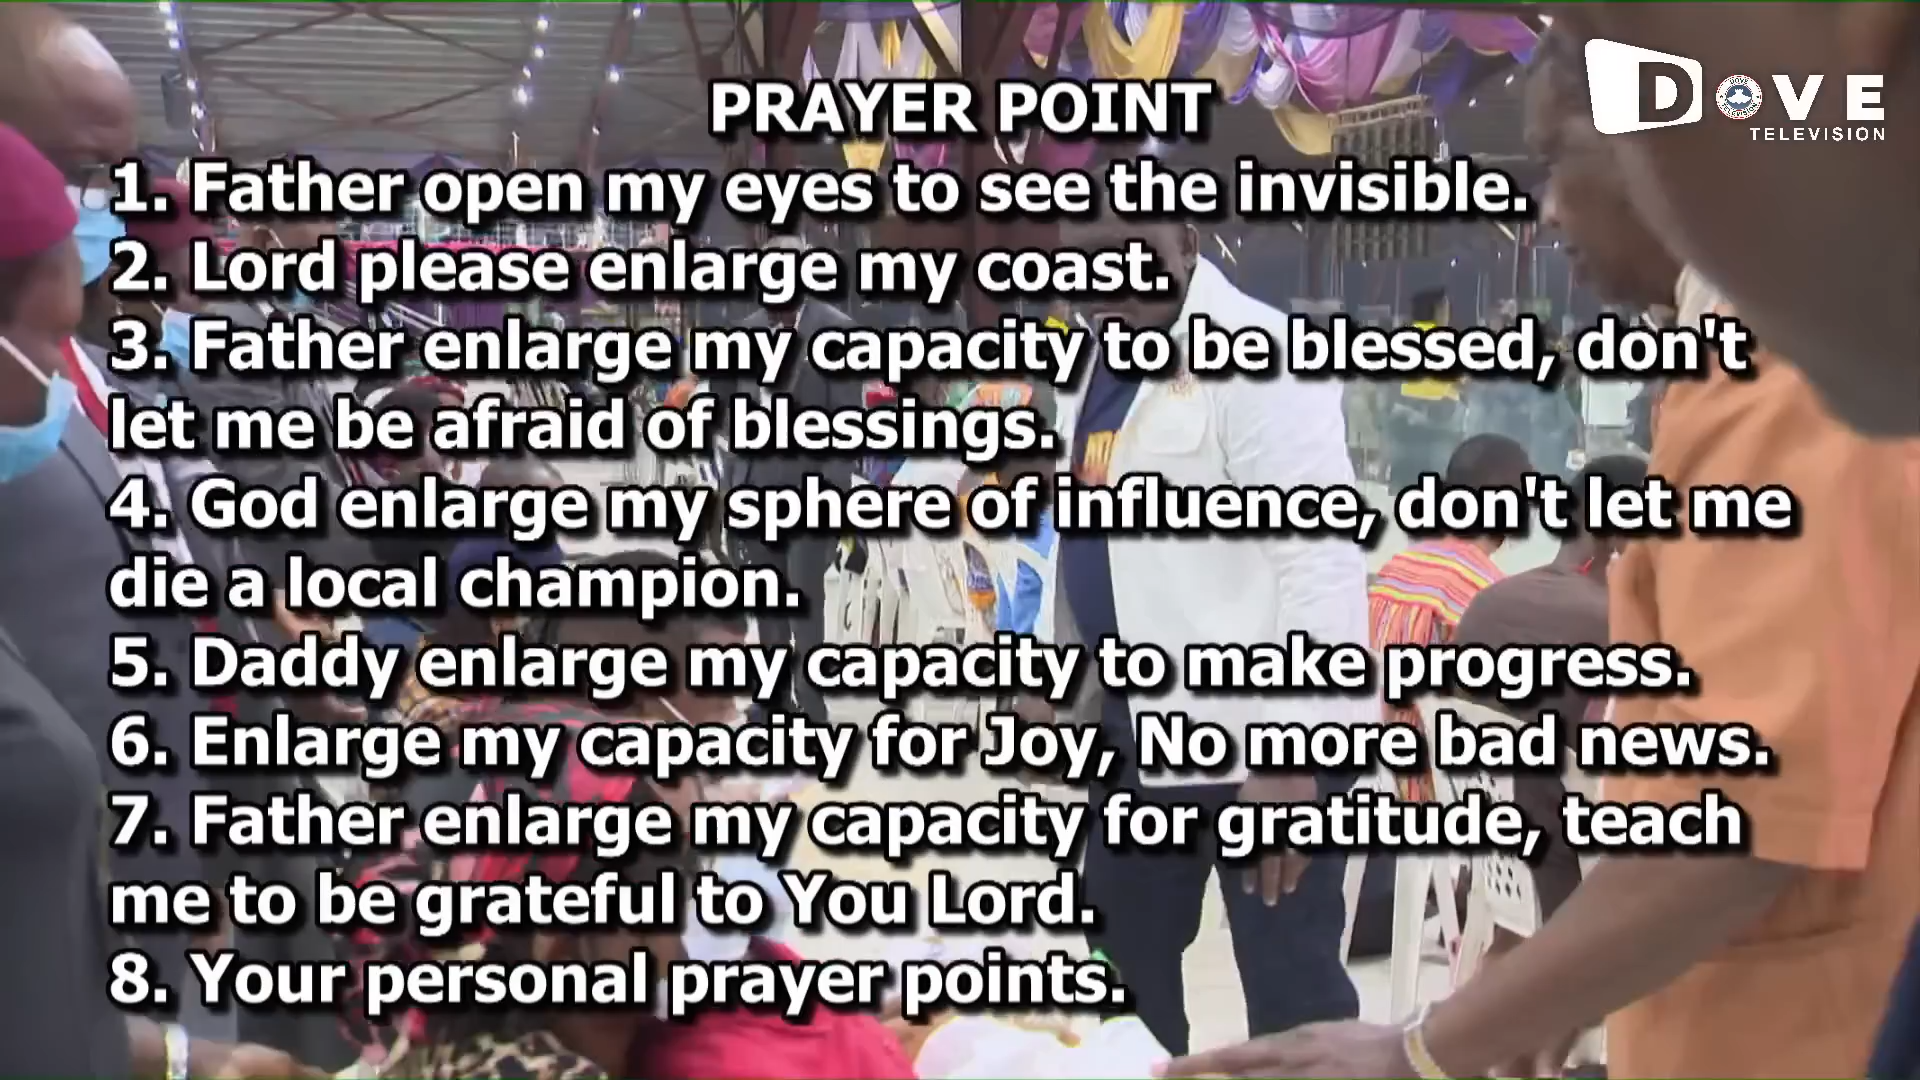 DOVE
TELEVISION
PRAYER POINT
1. Father open my eyes to see the invisible.
2. Lord please enlarge my coast.
3. Father enlarge my capacity to be blessed, don't
let me be afraid of blessings.
4. God enlarge my sphere of influence, don't let me
die a local champion.
5. Daddy enlarge my capacity to make progress.
6. Enlarge my capacity for Joy, No more bad news.
7. Father enlarge my capacity for gratitude, teach
me to be grateful to You Lord.
8. Your personal prayer points.